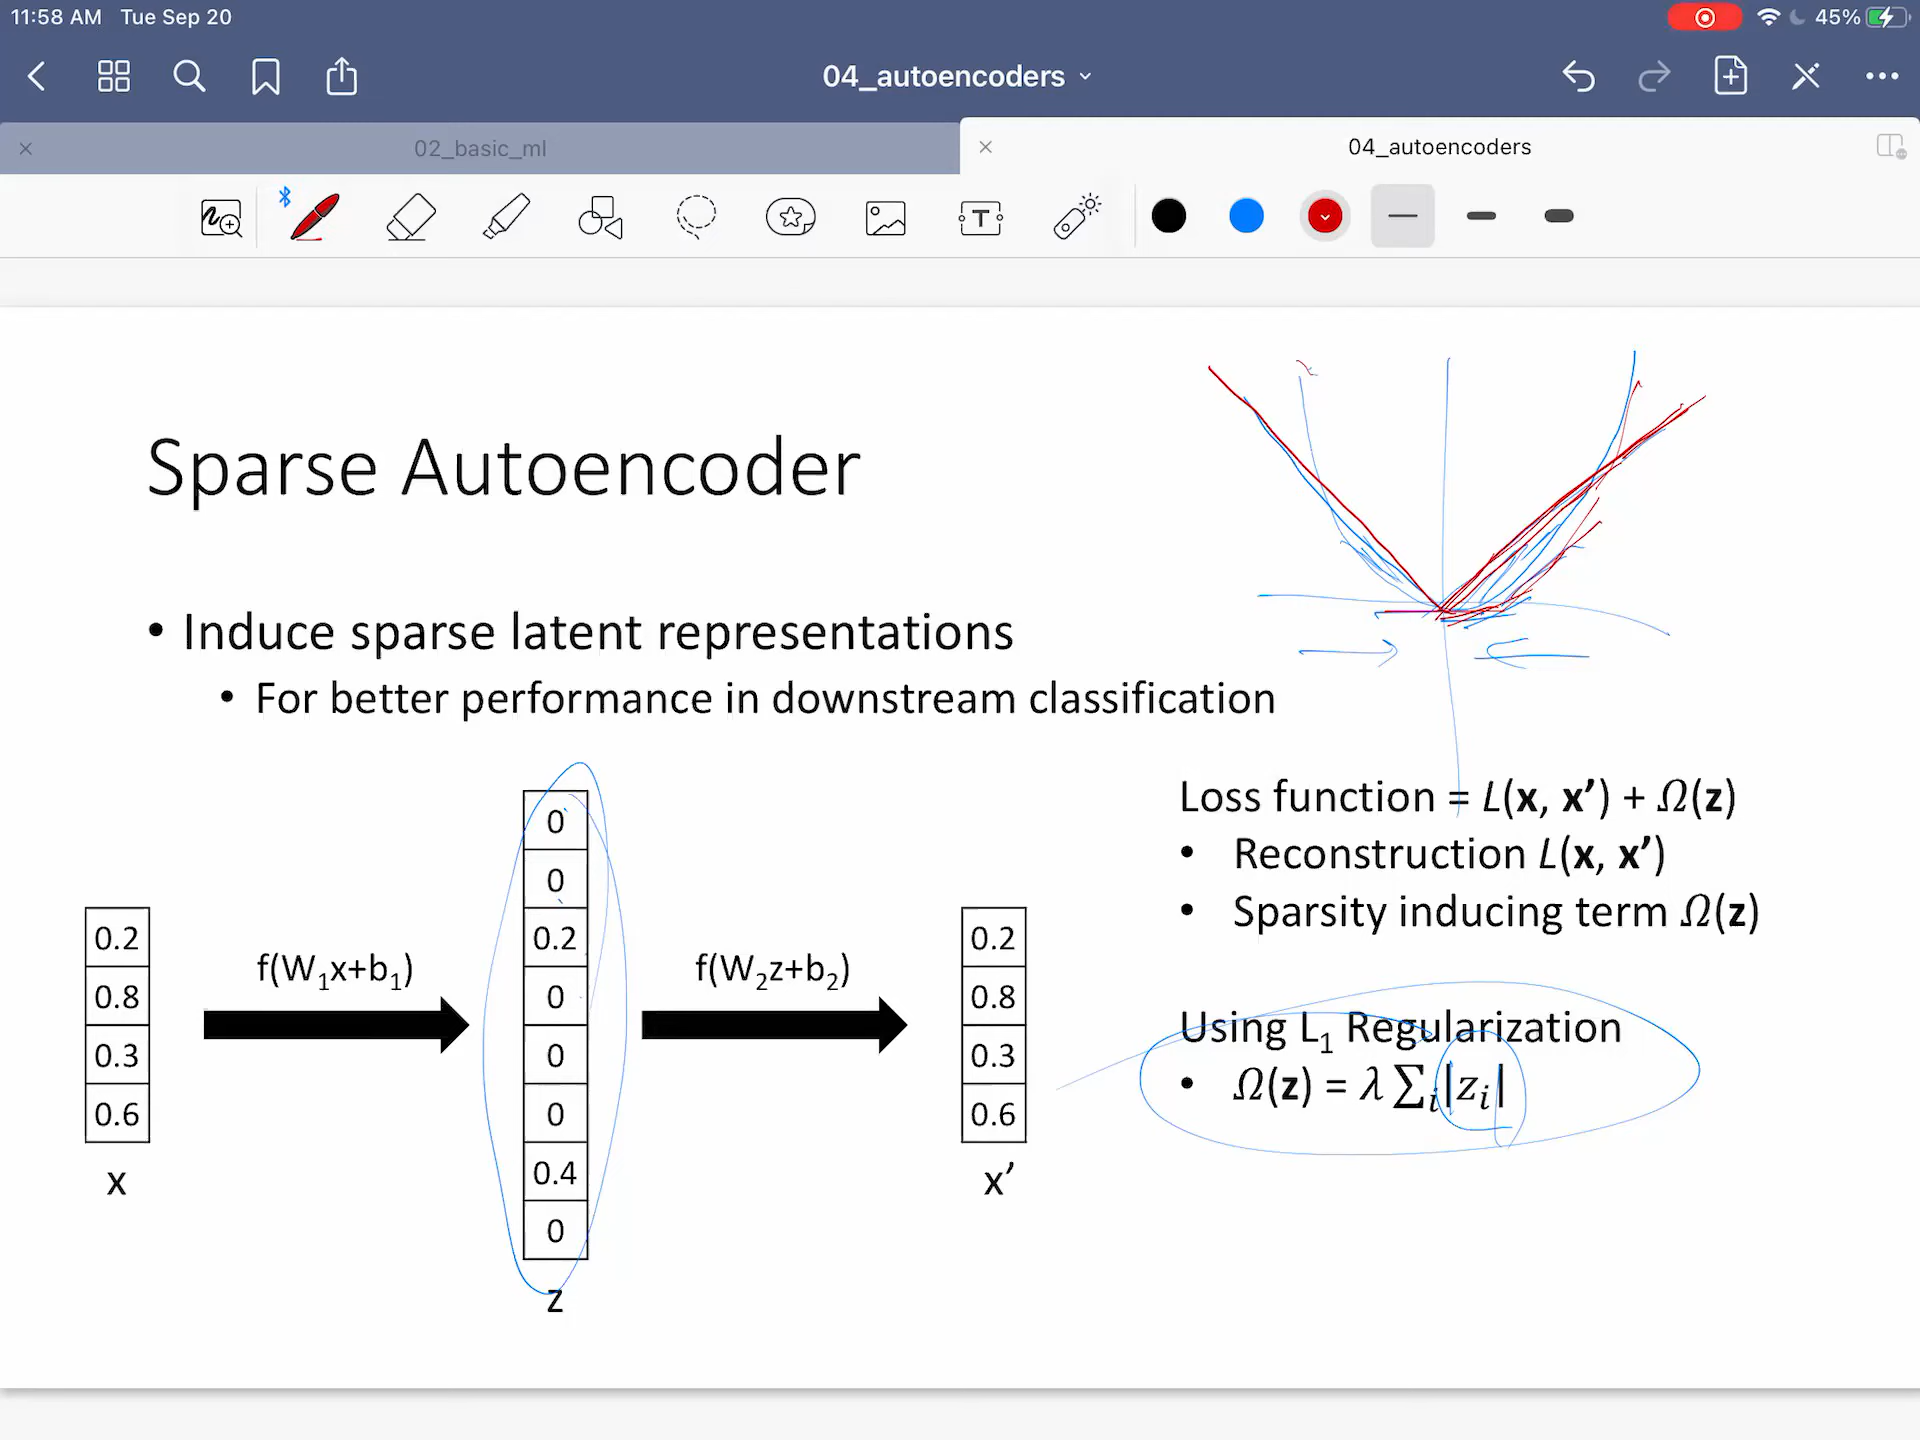 11:58 AM Tue Sep 20
45%
04_autoencoders
02_basic_ml
04_autoencoders
T
Sparse Autoencoder
• Induce sparse latent representations
• For better performance in downstream classification
0.2
0.8
0.3
0.6
x
f(W₁x+b₁)
0
0
0.2
0
0
0
0.4
0
z
f(W₂z+b₂)
0.2
0.8
0.3
0.6
x’
Loss function = L(x, x’) + Ω(z)
• Reconstruction L(x, x’)
• Sparsity inducing term Ω(z)
Using L₁ Regularization
• Ω(z) = λ ∑ᵢ|zᵢ|